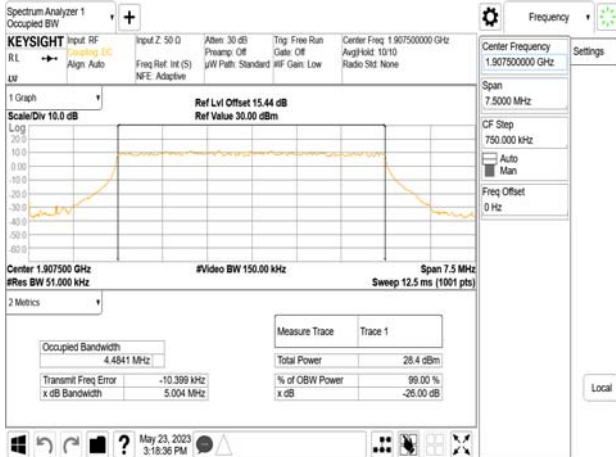 Spectrum Analyzer 1
Occupied BW
+
Frequency
KEYSIGHT
RL
Input: RF
Coupling: DC
Align: Auto
Input Z: 50 Ω
Freq Ref: Int (S)
NFE: Adaptive
Atten: 30 dB
Preamp: Off
µW Path: Standard
Trig: Free Run
Gate: Off
#IF Gain: Low
Center Freq: 1.907500000 GHz
Avg|Hold: 10/10
Radio Std: None
Center Frequency
1.907500000 GHz
Settings
Span
7.5000 MHz
CF Step
750.000 kHz
Auto
Man
Freq Offset
0 Hz
Local
1 Graph
Scale/Div 10.0 dB
Ref Lvl Offset 15.44 dB
Ref Value 30.00 dBm
Log
20.0
10.0
0.00
-10.0
-20.0
-30.0
-40.0
-50.0
-60.0
Center 1.907500 GHz
#Res BW 51.000 kHz
#Video BW 150.00 kHz
Span 7.5 MHz
Sweep 12.5 ms (1001 pts)
2 Metrics
Measure Trace Trace 1
Occupied Bandwidth
4.4841 MHz
Total Power 28.4 dBm
Transmit Freq Error -10.399 kHz
% of OBW Power 99.00 %
x dB Bandwidth 5.004 MHz
x dB -26.00 dB
?
May 23, 2023
3:18:36 PM